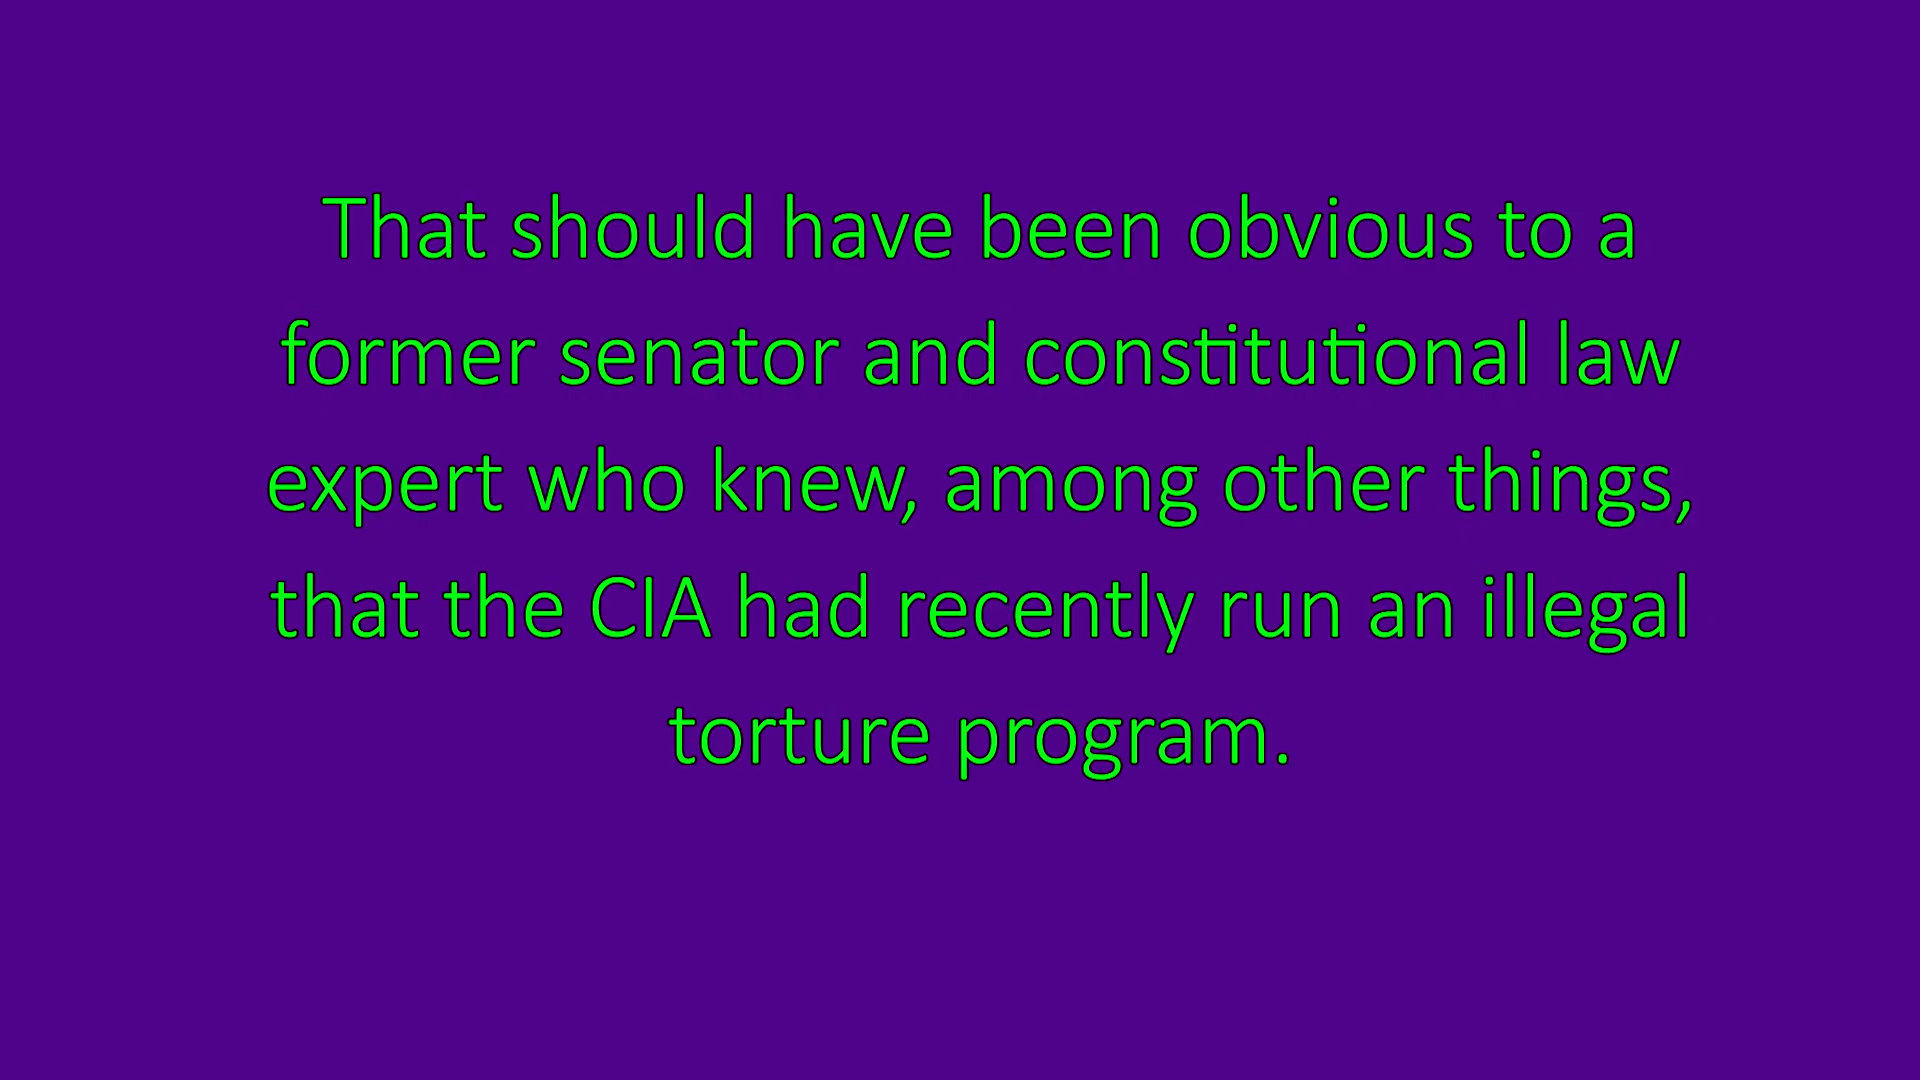 That should have been obvious to a
former senator and constitutional law
expert who knew, among other things,
that the CIA had recently run an illegal
torture program.